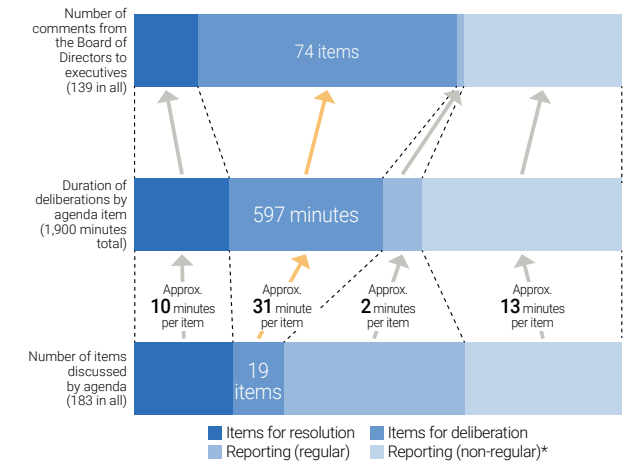 Number of
comments from
the Board of
Directors to
executives
(139 in all)
74 items
Duration of
deliberations by
agenda item
(1,900 minutes
total)
597 minutes
Approx.
10 minutes
per item
Approx.
31 minute
per item
Approx.
2 minutes
per item
Approx.
13 minutes
per item
Number of items
discussed
by agenda
(183 in all)
19
items
Items for resolution
Items for deliberation
Reporting (regular)
Reporting (non-regular)*